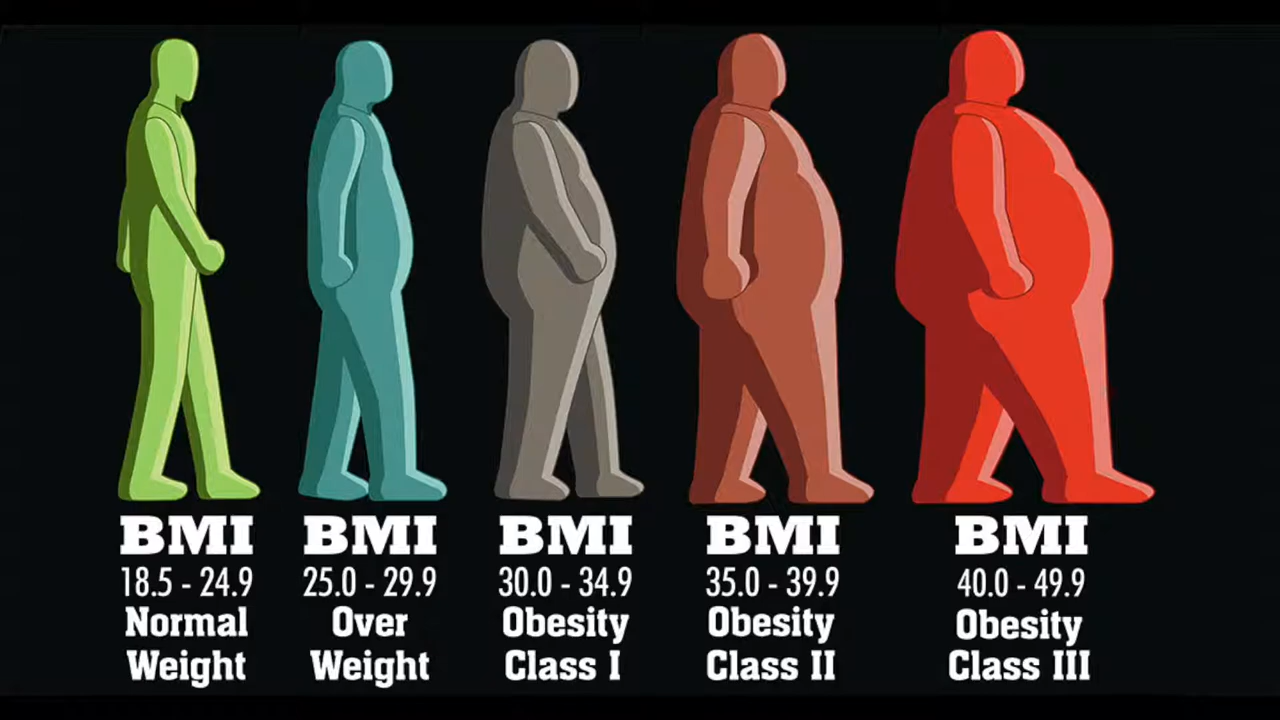 BMI
18.5 - 24.9
Normal
Weight
BMI
25.0 - 29.9
Over
Weight
BMI
30.0 - 34.9
Obesity
Class I
BMI
35.0 - 39.9
Obesity
Class II
BMI
40.0 - 49.9
Obesity
Class III